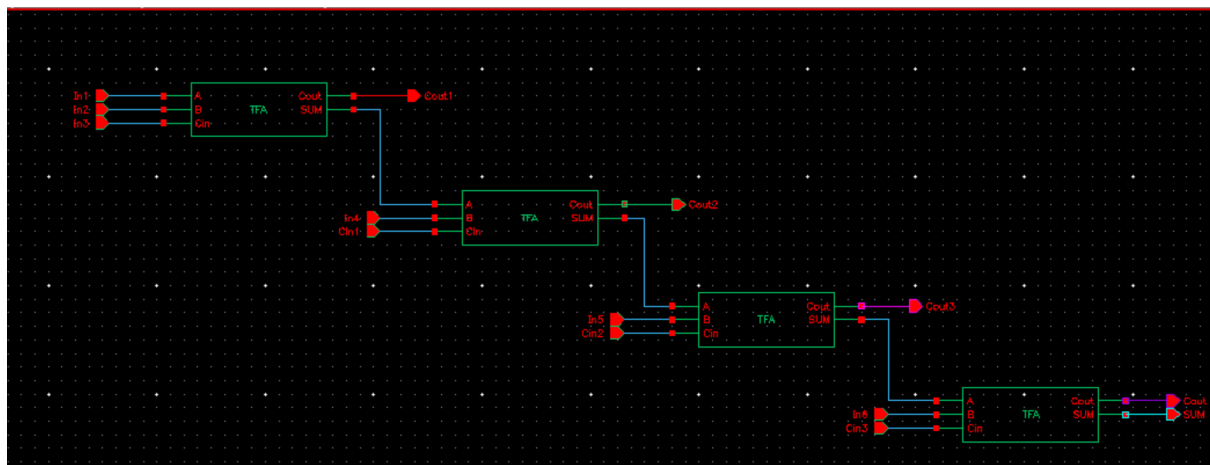 In1 A Cout Cout1
In2 B TFA SUM
In3 Cin
A Cout Cout2
In4 B TFA SUM
Cin1 Cin
A Cout Cout3
In5 B TFA SUM
Cin2 Cin
A Cout Cout
In6 B TFA SUM SUM
Cin3 Cin